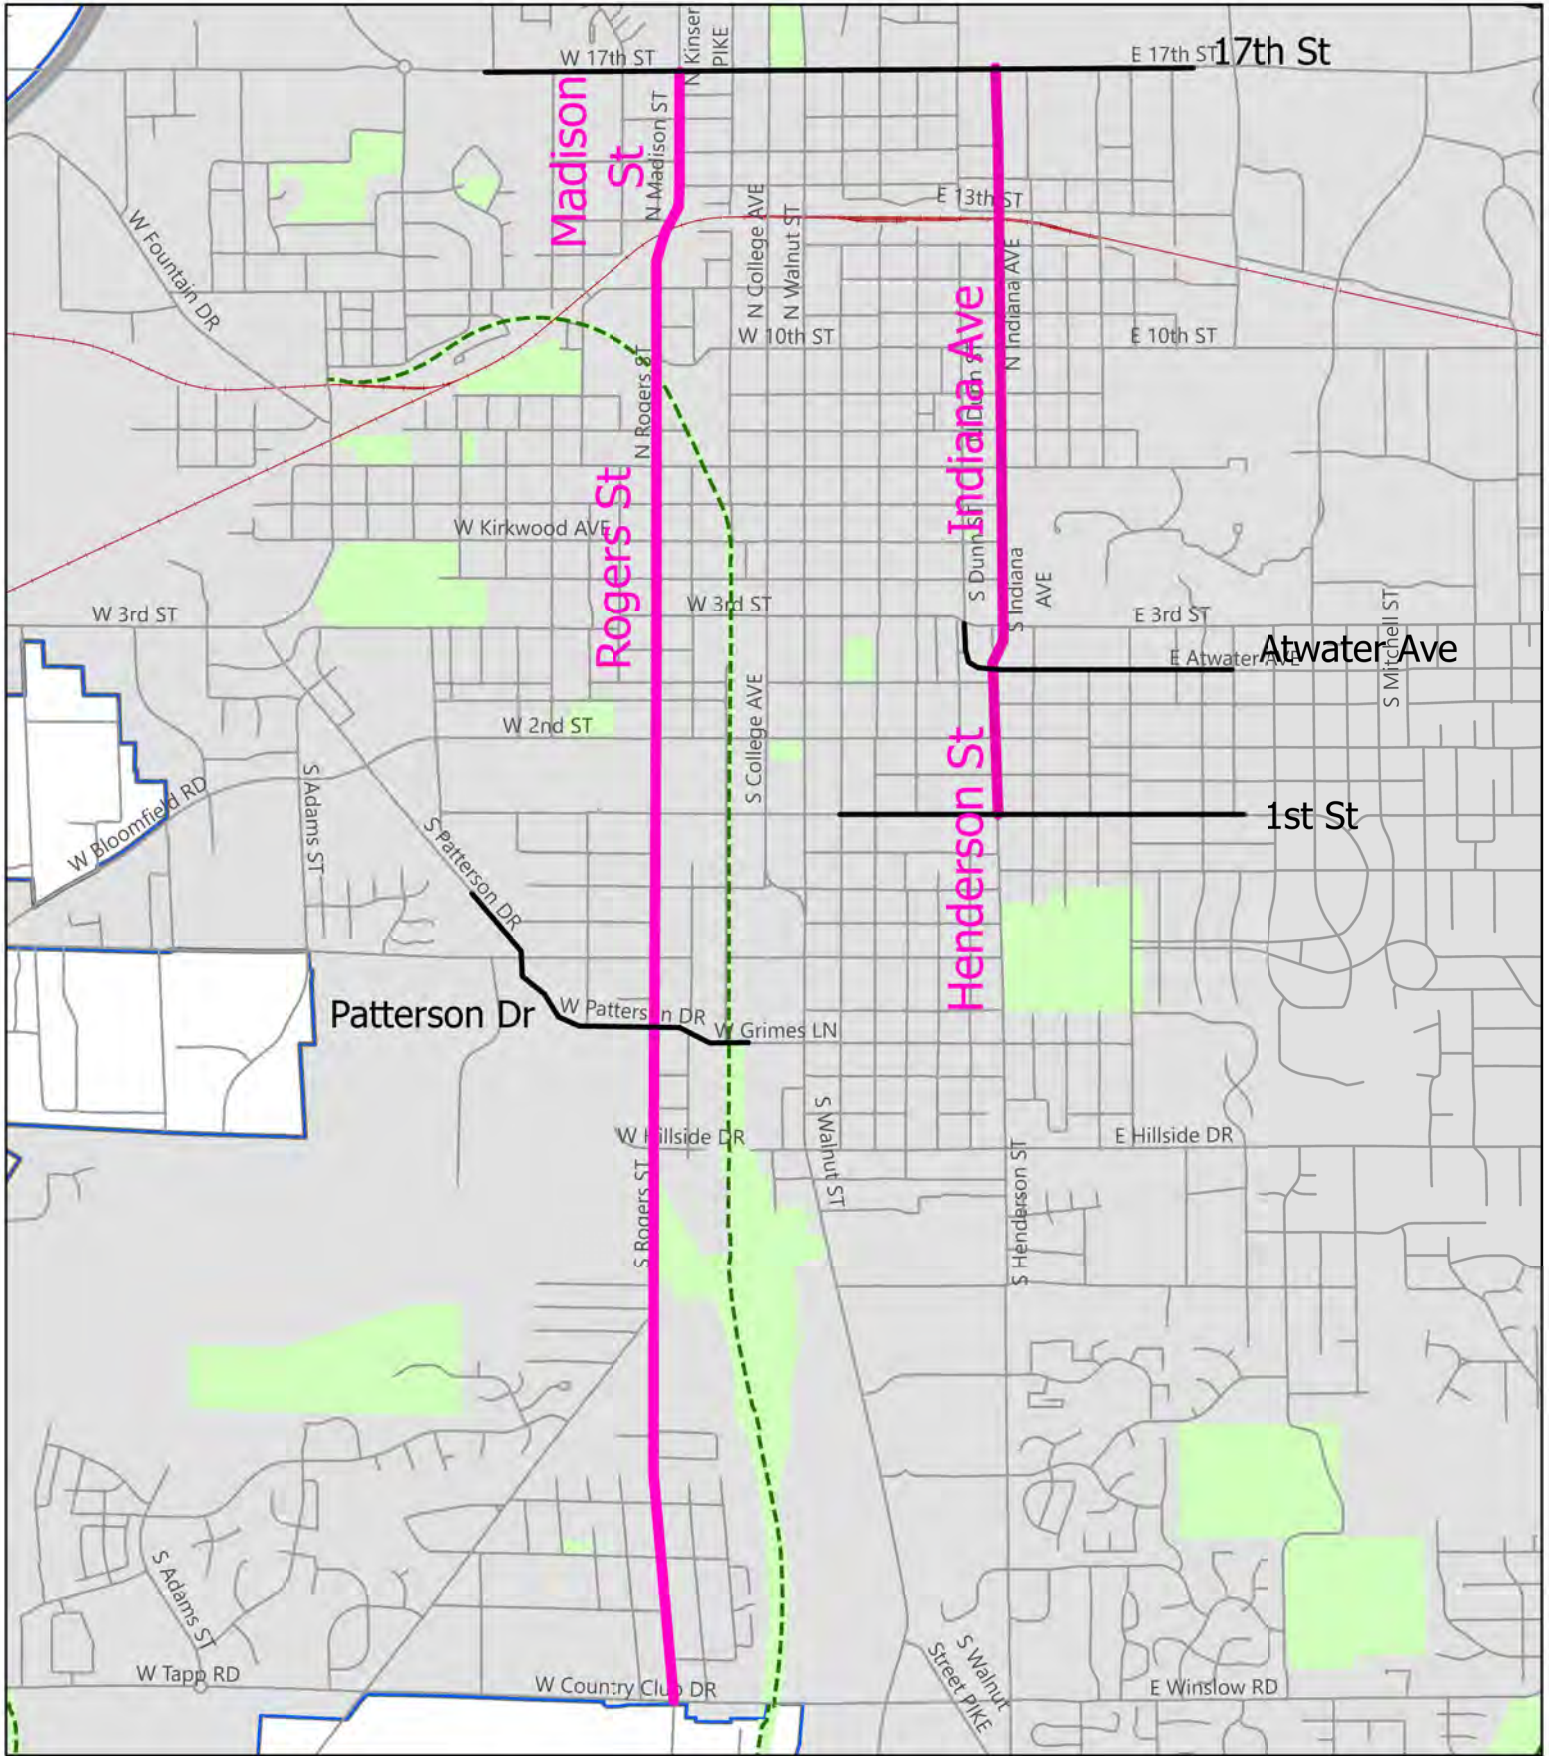 N Kinser
PIKE
W 17th ST
E 17th ST
17th St
Madison
St
N Madison ST
E 13th ST
N College AVE
N Walnut ST
W Fountain DR
N Indiana AVE
W 10th ST
E 10th ST
Indiana Ave
N Rogers ST
Rogers St
W Kirkwood AVE
S Dunn ST
S Indiana
AVE
W 3rd ST
W 3rd ST
E 3rd ST
S Mitchell ST
E Atwater AVE
Atwater Ave
W 2nd ST
S College AVE
Henderson St
W Bloomfield RD
S Adams ST
1st St
S Patterson DR
Patterson Dr
W Patterson DR
W Grimes LN
S Walnut ST
W Hillside DR
E Hillside DR
S Rogers ST
S Henderson ST
S Adams ST
S Walnut
Street PIKE
W Tapp RD
W Country Club DR
E Winslow RD